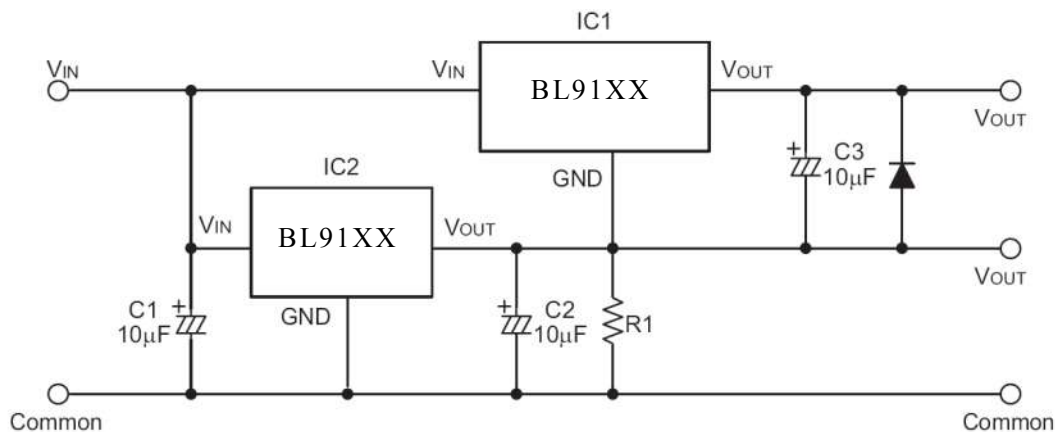 IC1
VIN
VIN
BL91XX
VOUT
VOUT
GND
C3
10μF
IC2
VIN
BL91XX
VOUT
VOUT
GND
C1
10μF
C2
10μF
R1
Common
Common
+
+
+